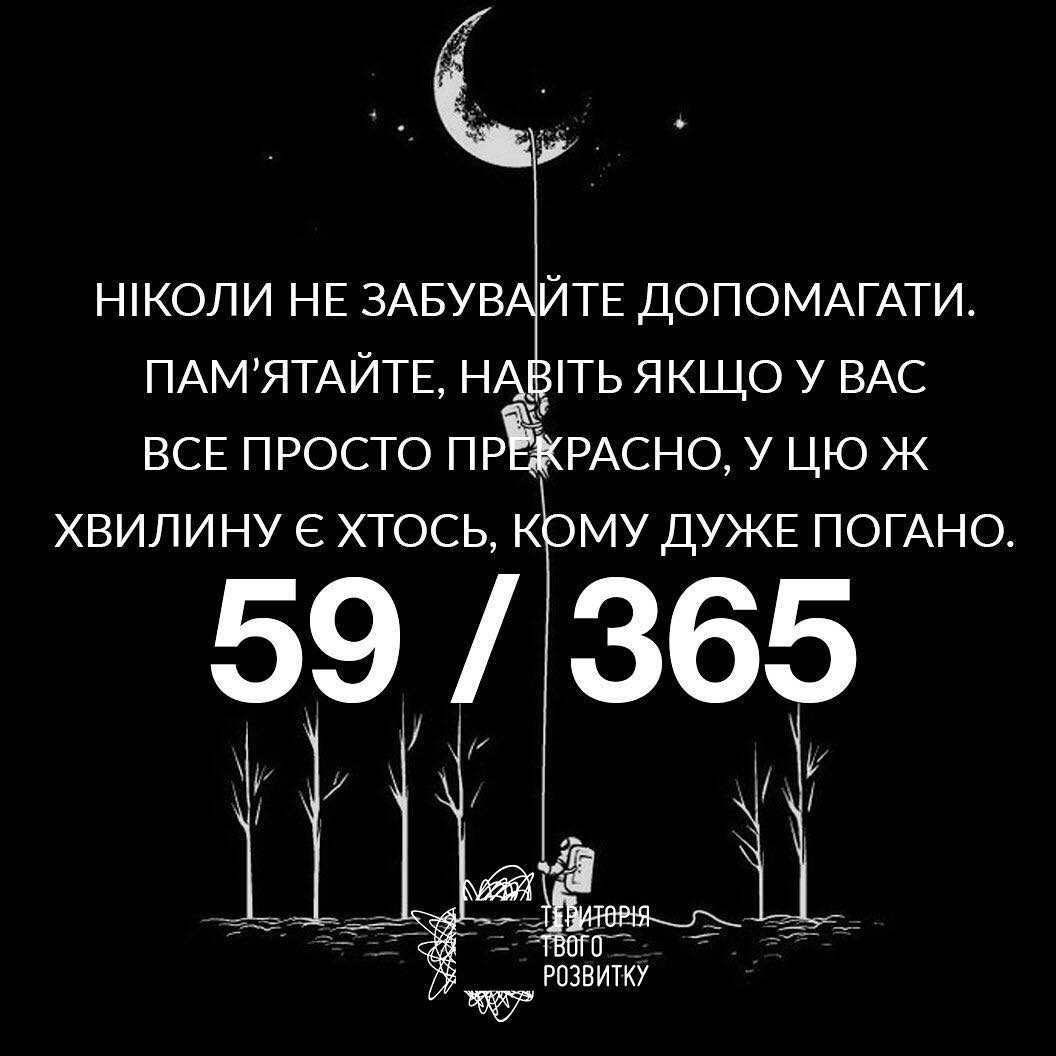 НІКОЛИ НЕ ЗАБУВАЙТЕ ДОПОМАГАТИ.
ПАМ’ЯТАЙТЕ, НАВІТЬ ЯКЩО У ВАС
ВСЕ ПРОСТО ПРЕКРАСНО, У ЦЮ Ж
ХВИЛИНУ Є ХТОСЬ, КОМУ ДУЖЕ ПОГАНО.
59 / 365
ТЕРИТОРІЯ
ТВОГО
РОЗВИТКУ